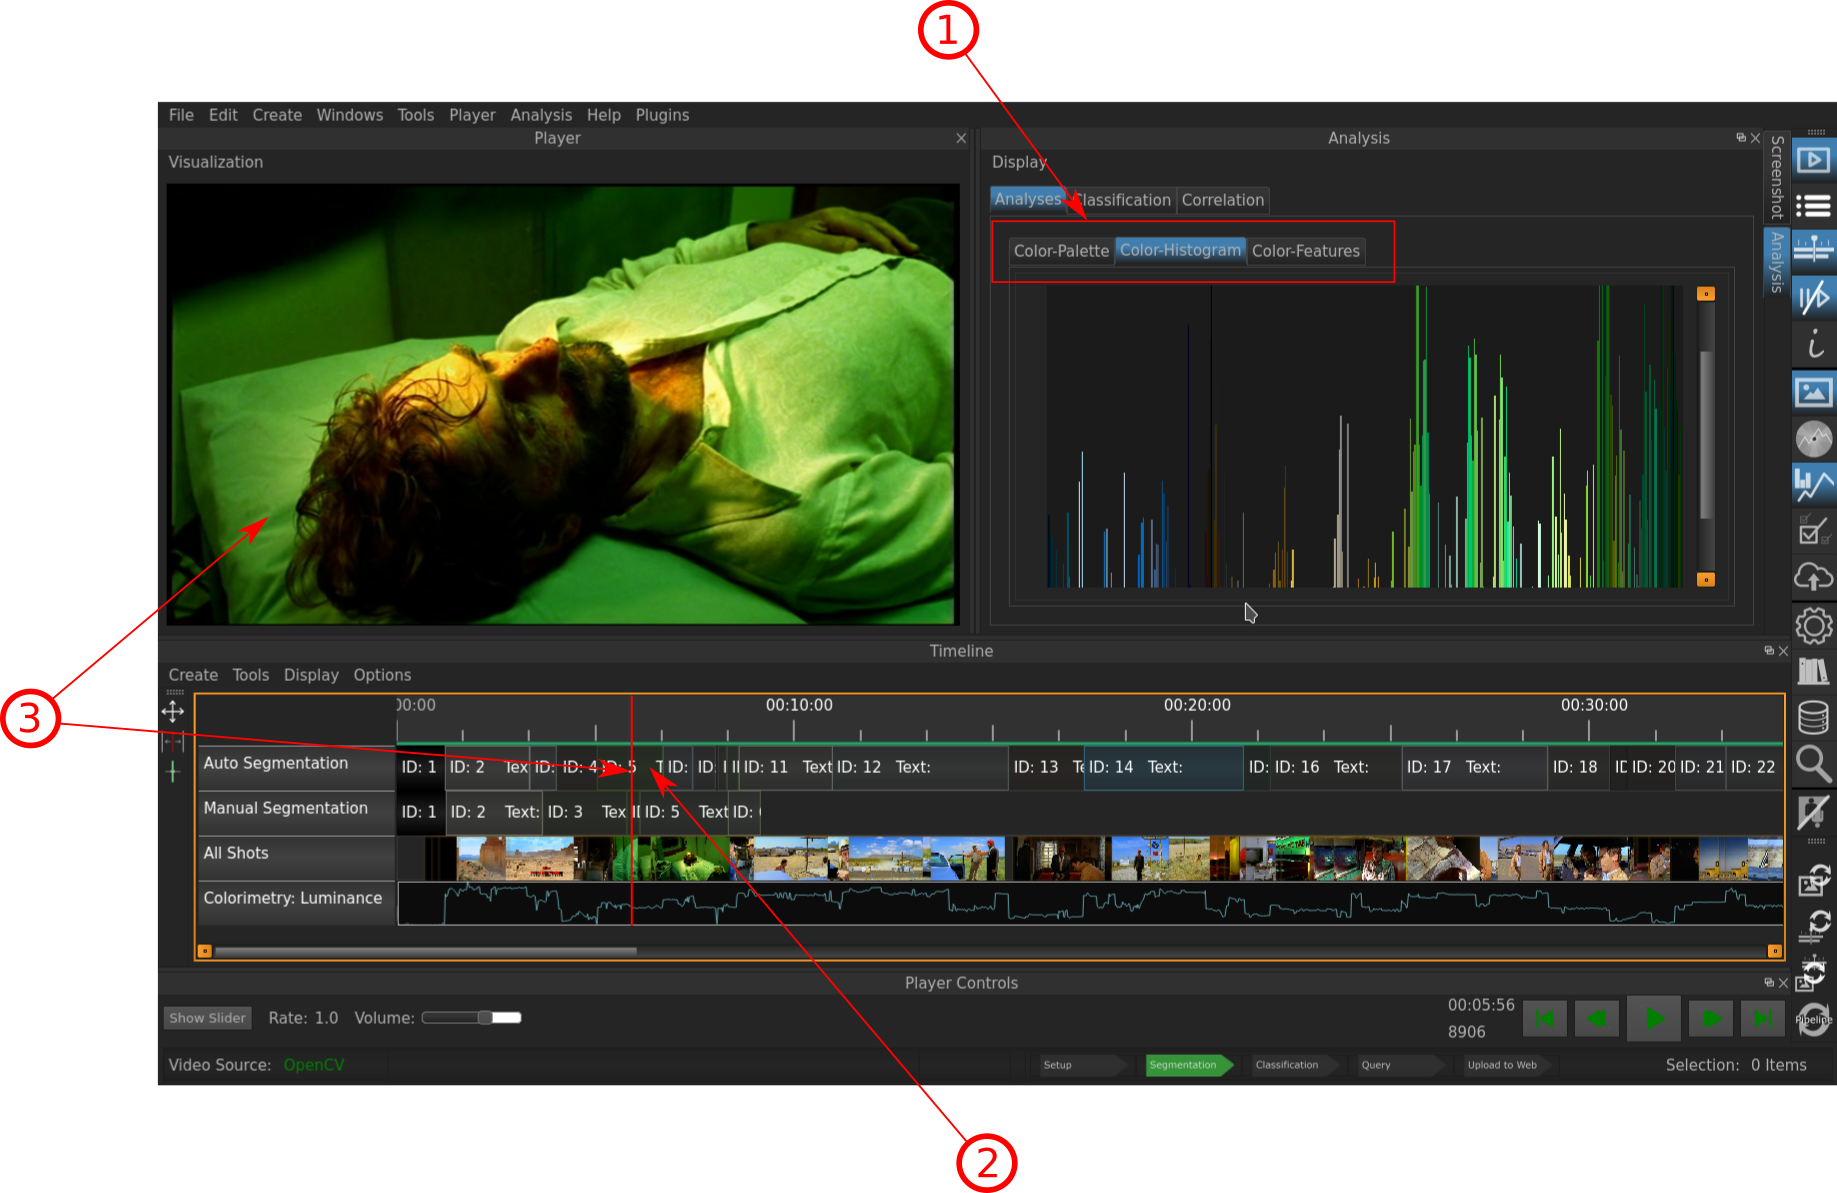 1
File Edit Create Windows Tools Player Analysis Help Plugins
Player
Analysis
Visualization
Display
Analyses Classification Correlation
Color-Palette Color-Histogram Color-Features
Screenshot
Analysis
3
Timeline
Create Tools Display Options
00:00 00:10:00 00:20:00 00:30:00
Auto Segmentation ID: 1 ID: 2 Tex ID: ID: 4 ID: 5 T ID: ID: ID: 11 Text ID: 12 Text: ID: 13 Te ID: 14 Text: ID: ID: 16 Text: ID: 17 Text: ID: 18 ID: 20 ID: 21 ID: 22
Manual Segmentation ID: 1 ID: 2 Text: ID: 3 Tex ID: 5 Text ID:
All Shots
Colorimetry: Luminance
Player Controls
Show Slider Rate: 1.0 Volume:
00:05:56
8906
Pipeline
Video Source: OpenCV Setup Segmentation Classification Query Upload to Web Selection: 0 Items
2